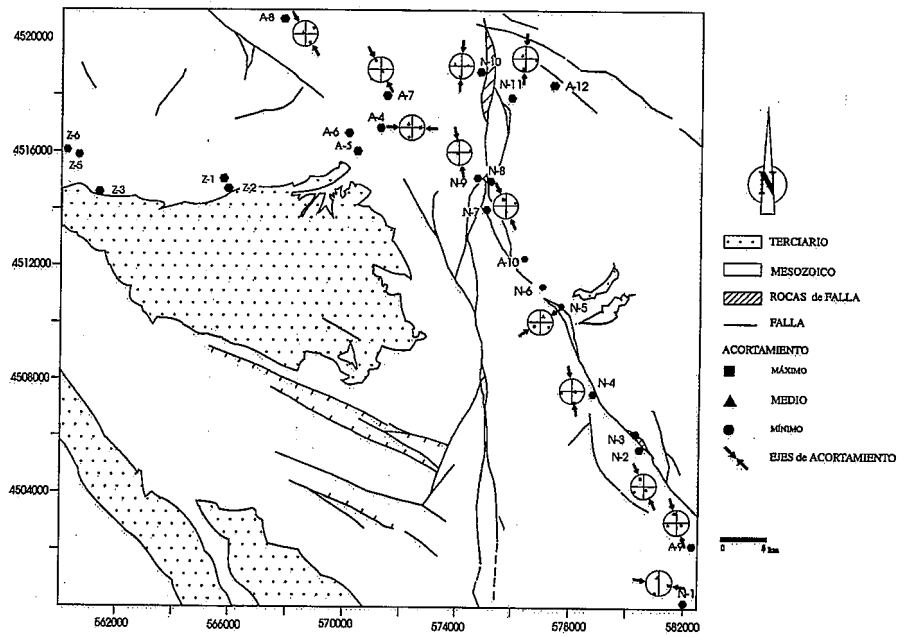 4520000
4516000
4512000
4508000
4504000
562000
566000
570000
574000
578000
582000
A-8
A-7
N-10
N-11
A-12
A-6
A-4
A-5
Z-6
Z-5
Z-3
Z-1
Z-2
N-9
N-8
N-7
A-10
N-6
N-5
N-4
N-3
N-2
A-9
N-1
N
TERCIARIO
MESOZOICO
ROCAS de FALLA
FALLA
ACORTAMIENTO
MÁXIMO
MEDIO
MÍNIMO
EJES de ACORTAMIENTO
0
km